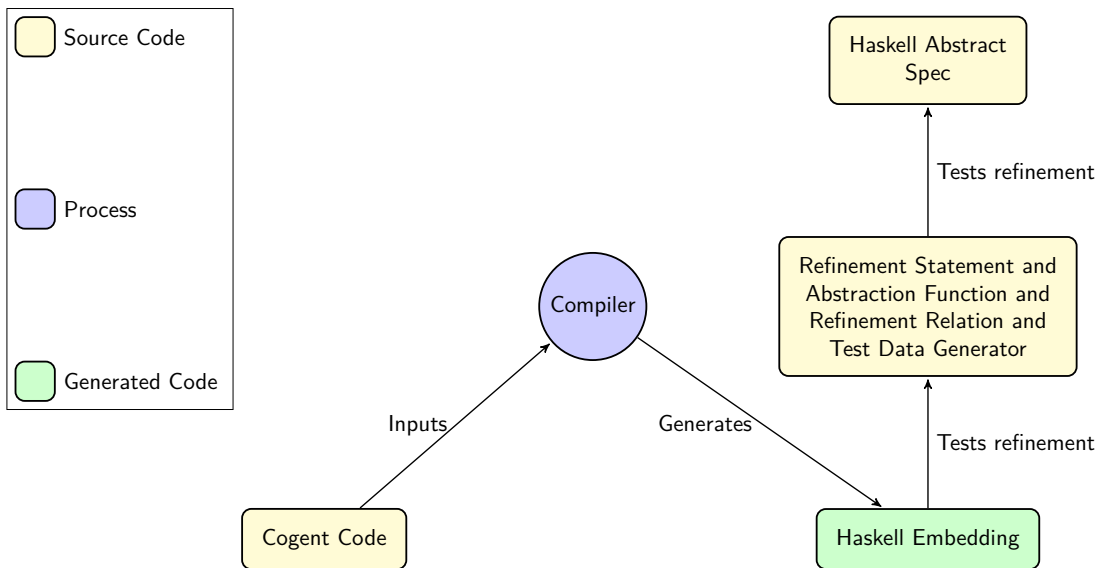 Source Code
Process
Generated Code
Haskell Abstract
Spec
Tests refinement
Refinement Statement and
Abstraction Function and
Refinement Relation and
Test Data Generator
Compiler
Inputs
Generates
Tests refinement
Cogent Code
Haskell Embedding